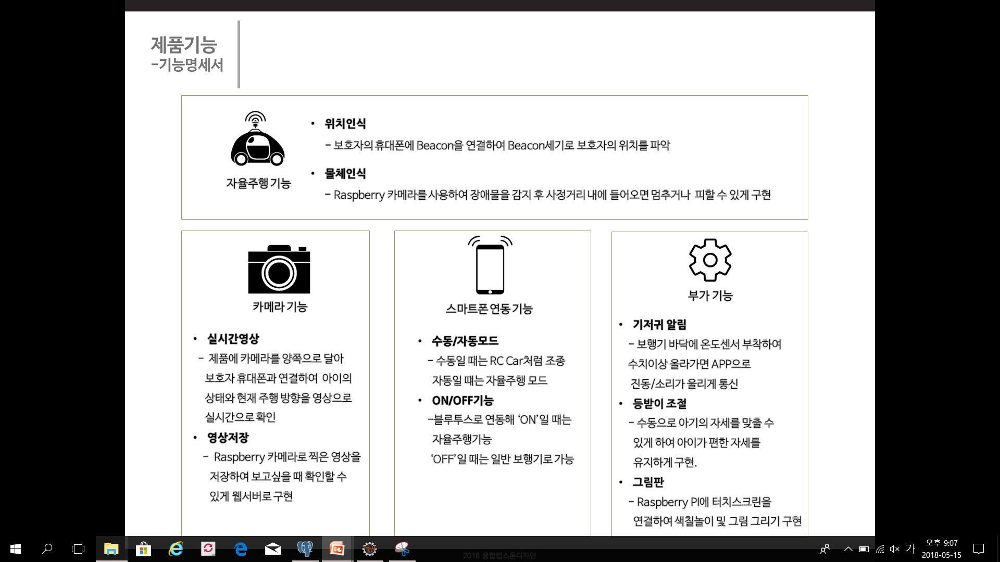 제품기능
-기능명세서
자율주행 기능
• 위치인식
- 보호자의 휴대폰에 Beacon을 연결하여 Beacon세기로 보호자의 위치를 파악
• 물체인식
- Raspberry 카메라를 사용하여 장애물을 감지 후 사정거리 내에 들어오면 멈추거나 피할 수 있게 구현
카메라 기능
• 실시간영상
- 제품에 카메라를 양쪽으로 달아
보호자 휴대폰과 연결하여 아이의
상태와 현재 주행 방향을 영상으로
실시간으로 확인
• 영상저장
- Raspberry 카메라로 찍은 영상을
저장하여 보고싶을 때 확인할 수
있게 웹서버로 구현
스마트폰 연동 기능
• 수동/자동모드
- 수동일 때는 RC Car처럼 조종
자동일 떄는 자율주행 모드
• ON/OFF기능
-블루투스로 연동해 ‘ON’일 때는
자율주행가능
‘OFF’일 때는 일반 보행기로 가능
부가 기능
• 기저귀 알림
- 보행기 바닥에 온도센서 부착하여
수치이상 올라가면 APP으로
진동/소리가 울리게 통신
• 등받이 조절
- 수동으로 아기의 자세를 맞출 수
있게 하여 아이가 편한 자세를
유지하게 구현.
• 그림판
- Raspberry PI에 터치스크린을
연결하여 색칠놀이 및 그림 그리기 구현
2018 융합캡스톤디자인
가
오후 9:07
2018-05-15